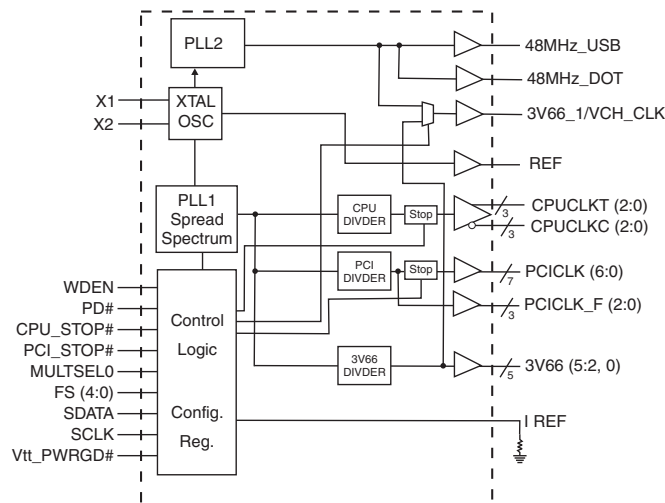 PLL2
48MHz_USB
48MHz_DOT
X1
X2
XTAL
OSC
3V66_1/VCH_CLK
REF
PLL1
Spread
Spectrum
CPU
DIVDER
Stop
3
3
CPUCLKT (2:0)
CPUCLKC (2:0)
PCI
DIVDER
Stop
7
PCICLK (6:0)
3
PCICLK_F (2:0)
3V66
DIVDER
5
3V66 (5:2, 0)
WDEN
PD#
CPU_STOP#
PCI_STOP#
MULTSEL0
FS (4:0)
SDATA
SCLK
Vtt_PWRGD#
Control
Logic
Config.
Reg.
I REF